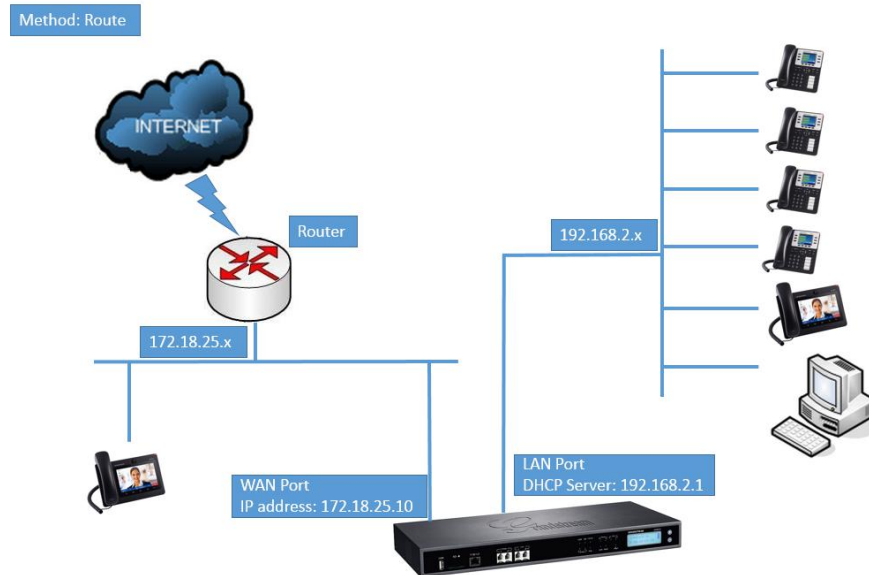 Method: Route
INTERNET
Router
192.168.2.x
172.18.25.x
WAN Port
IP address: 172.18.25.10
LAN Port
DHCP Server: 192.168.2.1